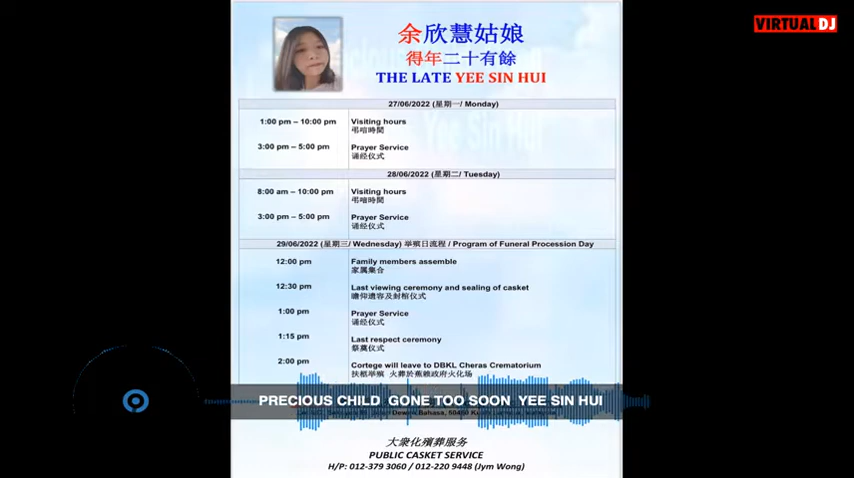 VIRTUAL DJ
余欣慧姑娘
得年二十有餘
THE LATE YEE SIN HUI
27/06/2022 (星期一/ Monday)
1:00 pm – 10:00 pm Visiting hours
弔唁時間
3:00 pm – 5:00 pm Prayer Service
诵经仪式
28/06/2022 (星期二/ Tuesday)
8:00 am – 10:00 pm Visiting hours
弔唁時間
3:00 pm – 5:00 pm Prayer Service
诵经仪式
29/06/2022 (星期三/ Wednesday) 举殡日流程 / Program of Funeral Procession Day
12:00 pm Family members assemble
家属集合
12:30 pm Last viewing ceremony and sealing of casket
瞻仰遗容及封棺仪式
1:00 pm Prayer Service
诵经仪式
1:15 pm Last respect ceremony
祭奠仪式
2:00 pm Cortege will leave to DBKL Cheras Crematorium
扶柩举殡 火葬於蕉赖政府火化场
PRECIOUS CHILD GONE TOO SOON YEE SIN HUI
大衆化殯葬服务
PUBLIC CASKET SERVICE
H/P: 012-379 3060 / 012-220 9448 (Jym Wong)